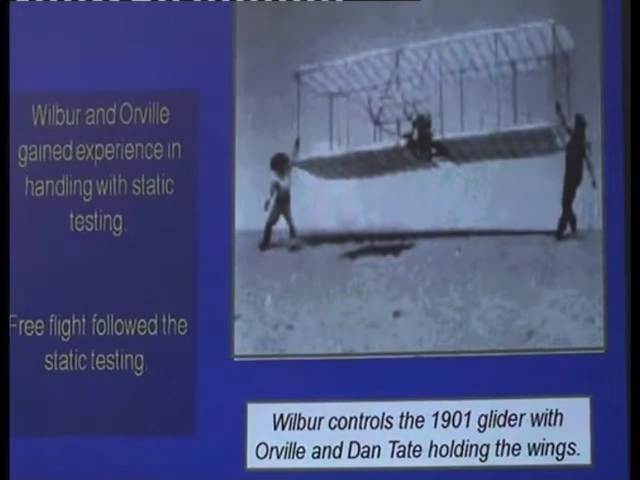 Wilbur and Orville
gained experience in
handling with static
testing.
Free flight followed the
static testing.
Wilbur controls the 1901 glider with
Orville and Dan Tate holding the wings.